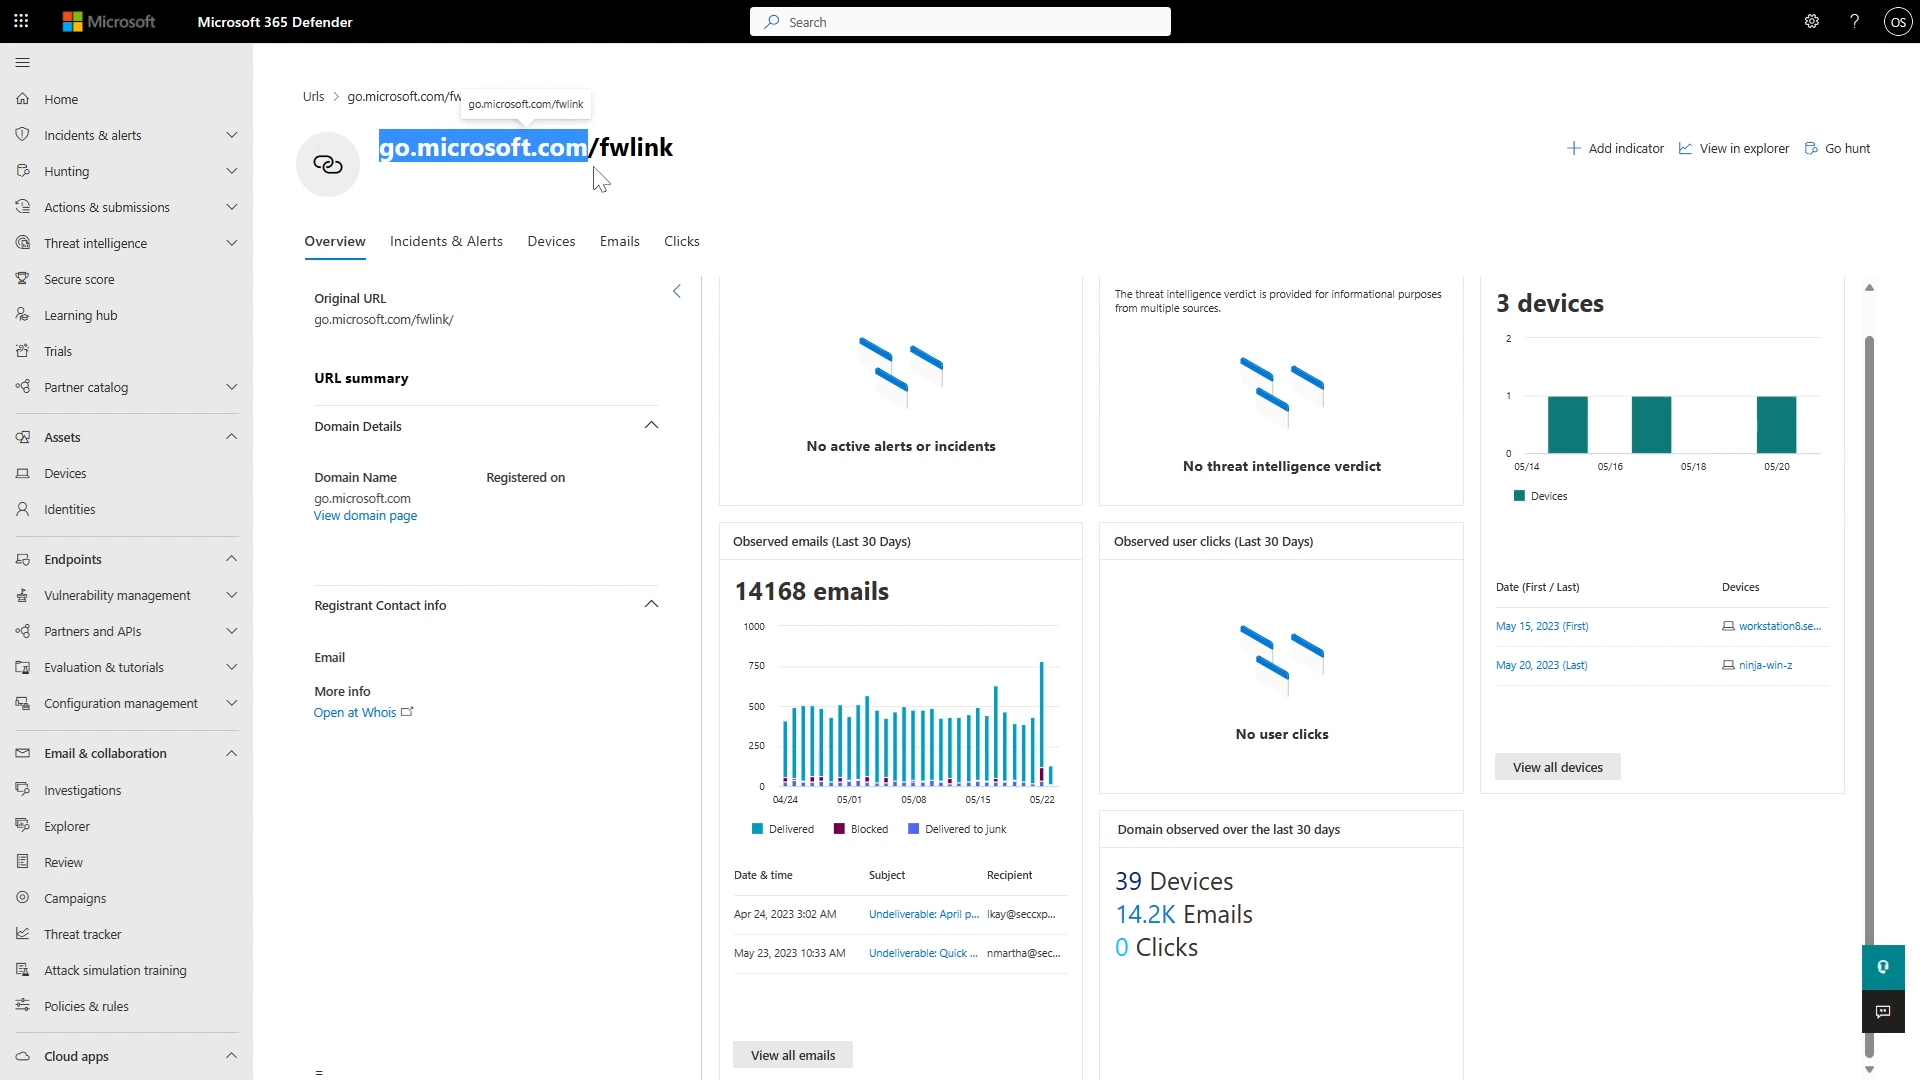 Microsoft
Microsoft 365 Defender
Search
?
OS
Home
Incidents & alerts
Hunting
Actions & submissions
Threat intelligence
Secure score
Learning hub
Trials
Partner catalog
Assets
Devices
Identities
Endpoints
Vulnerability management
Partners and APIs
Evaluation & tutorials
Configuration management
Email & collaboration
Investigations
Explorer
Review
Campaigns
Threat tracker
Attack simulation training
Policies & rules
Cloud apps
Urls > go.microsoft.com/fw
go.microsoft.com/fwlink
go.microsoft.com/fwlink
Add indicator
View in explorer
Go hunt
Overview
Incidents & Alerts
Devices
Emails
Clicks
Original URL
go.microsoft.com/fwlink/
URL summary
Domain Details
Domain Name
Registered on
go.microsoft.com
View domain page
Registrant Contact info
Email
More info
Open at Whois
No active alerts or incidents
The threat intelligence verdict is provided for informational purposes
from multiple sources.
No threat intelligence verdict
3 devices
2
1
0
05/14
05/16
05/18
05/20
Devices
Date (First / Last)
Devices
May 15, 2023 (First)
workstation8.se...
May 20, 2023 (Last)
ninja-win-z
View all devices
Observed emails (Last 30 Days)
14168 emails
1000
750
500
250
0
04/24
05/01
05/08
05/15
05/22
Delivered
Blocked
Delivered to junk
Date & time
Subject
Recipient
Apr 24, 2023 3:02 AM
Undeliverable: April p...
lkay@seccxp...
May 23, 2023 10:33 AM
Undeliverable: Quick ...
nmartha@sec...
View all emails
Observed user clicks (Last 30 Days)
No user clicks
Domain observed over the last 30 days
39 Devices
14.2K Emails
0 Clicks